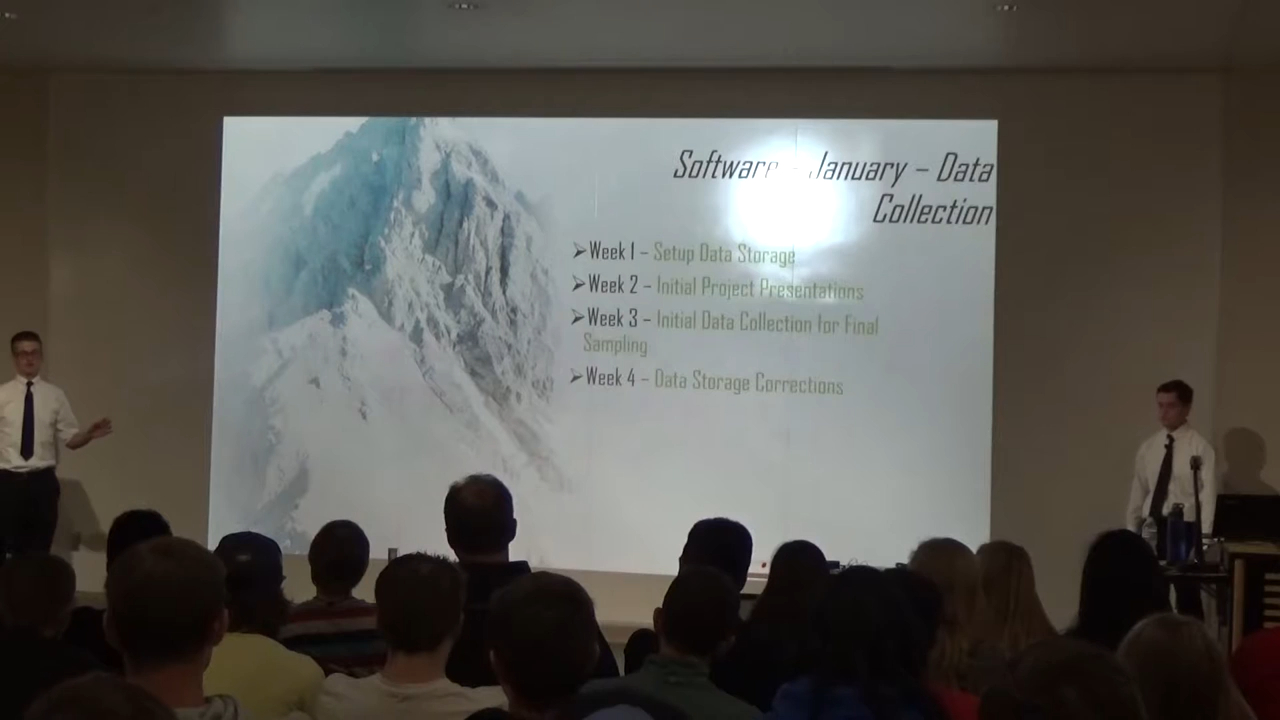 Software - January – Data
Collection
➢Week 1 – Setup Data Storage
➢Week 2 – Initial Project Presentations
➢Week 3 – Initial Data Collection for Final
Sampling
➢Week 4 – Data Storage Corrections